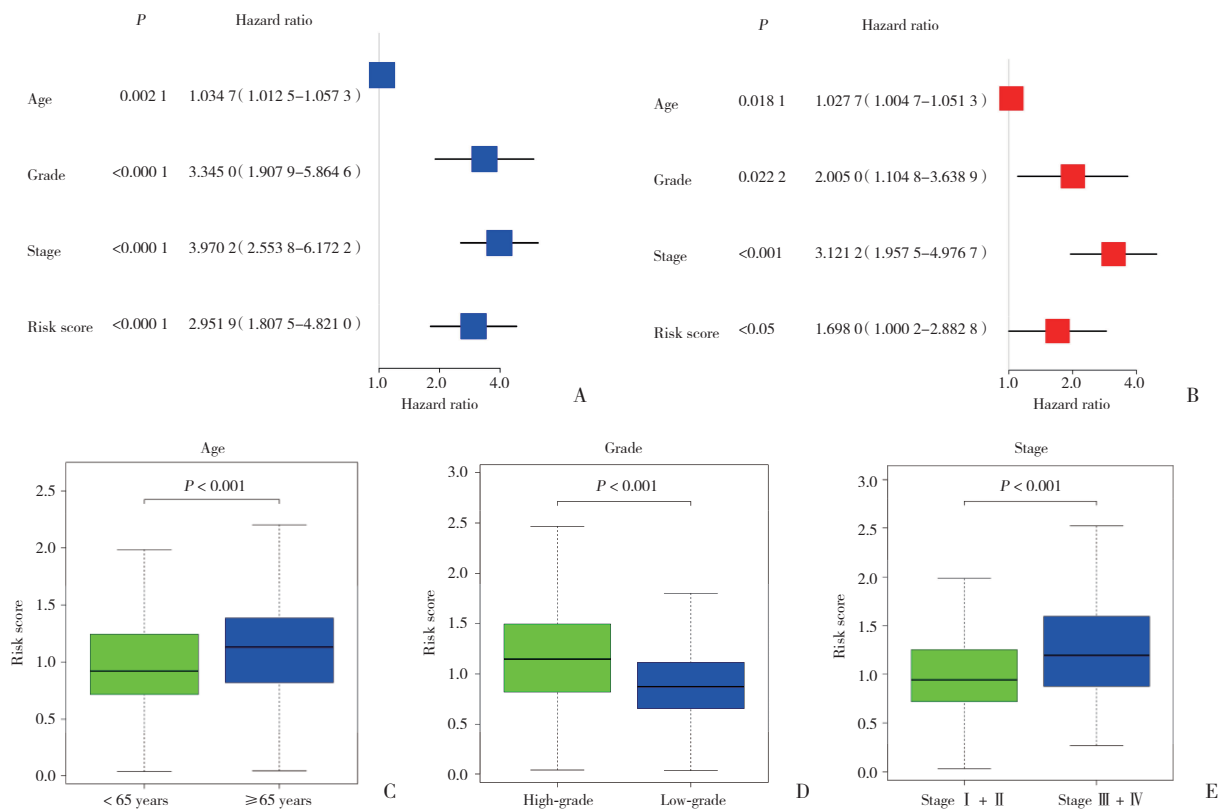 P Hazard ratio
Age 0.002 1 1.034 7( 1.012 5-1.057 3 )
Grade <0.000 1 3.345 0( 1.907 9-5.864 6 )
Stage <0.000 1 3.970 2( 2.553 8-6.172 2 )
Risk score <0.000 1 2.951 9( 1.807 5-4.821 0 )
1.0 2.0 4.0
Hazard ratio
A
P Hazard ratio
Age 0.018 1 1.027 7( 1.004 7-1.051 3 )
Grade 0.022 2 2.005 0( 1.104 8-3.638 9 )
Stage <0.001 3.121 2( 1.957 5-4.976 7 )
Risk score <0.05 1.698 0( 1.000 2-2.882 8 )
1.0 2.0 4.0
Hazard ratio
B
Age
P < 0.001
2.5
2.0
1.5
1.0
0.5
0.0
Risk score
< 65 years ≥65 years
C
Grade
P < 0.001
3.0
2.5
2.0
1.5
1.0
0.5
0.0
Risk score
High-grade Low-grade
D
Stage
P < 0.001
3.0
2.5
2.0
1.5
1.0
0.5
0.0
Risk score
Stage Ⅰ + Ⅱ Stage Ⅲ + Ⅳ
E